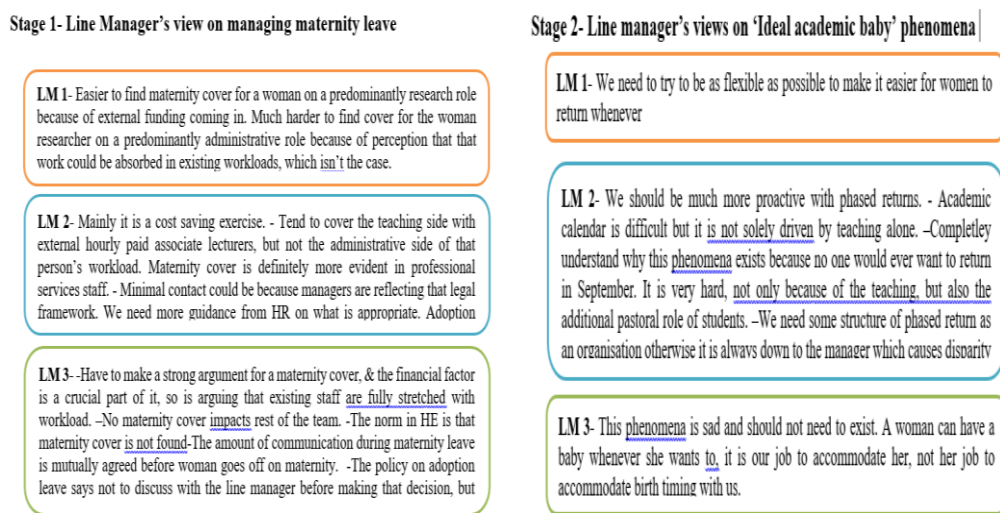 Stage 1- Line Manager’s view on managing maternity leave
LM 1- Easier to find maternity cover for a woman on a predominantly research role
because of external funding coming in. Much harder to find cover for the woman
researcher on a predominantly administrative role because of perception that that
work could be absorbed in existing workloads, which isn’t the case.
LM 2- Mainly it is a cost saving exercise. - Tend to cover the teaching side with
external hourly paid associate lecturers, but not the administrative side of that
person’s workload. Maternity cover is definitely more evident in professional
services staff. - Minimal contact could be because managers are reflecting that legal
framework. We need more guidance from HR on what is appropriate. Adoption
LM 3- -Have to make a strong argument for a maternity cover, & the financial factor
is a crucial part of it, so is arguing that existing staff are fully stretched with
workload. –No maternity cover impacts rest of the team. -The norm in HE is that
maternity cover is not found-The amount of communication during maternity leave
is mutually agreed before woman goes off on maternity. -The policy on adoption
leave says not to discuss with the line manager before making that decision, but
Stage 2- Line manager’s views on ‘Ideal academic baby’ phenomena
LM 1- We need to try to be as flexible as possible to make it easier for women to
return whenever
LM 2- We should be much more proactive with phased returns. - Academic
calendar is difficult but it is not solely driven by teaching alone. –Completley
understand why this phenomena exists because no one would ever want to return
in September. It is very hard, not only because of the teaching, but also the
additional pastoral role of students. –We need some structure of phased return as
an organisation otherwise it is always down to the manager which causes disparity
LM 3- This phenomena is sad and should not need to exist. A woman can have a
baby whenever she wants to, it is our job to accommodate her, not her job to
accommodate birth timing with us.